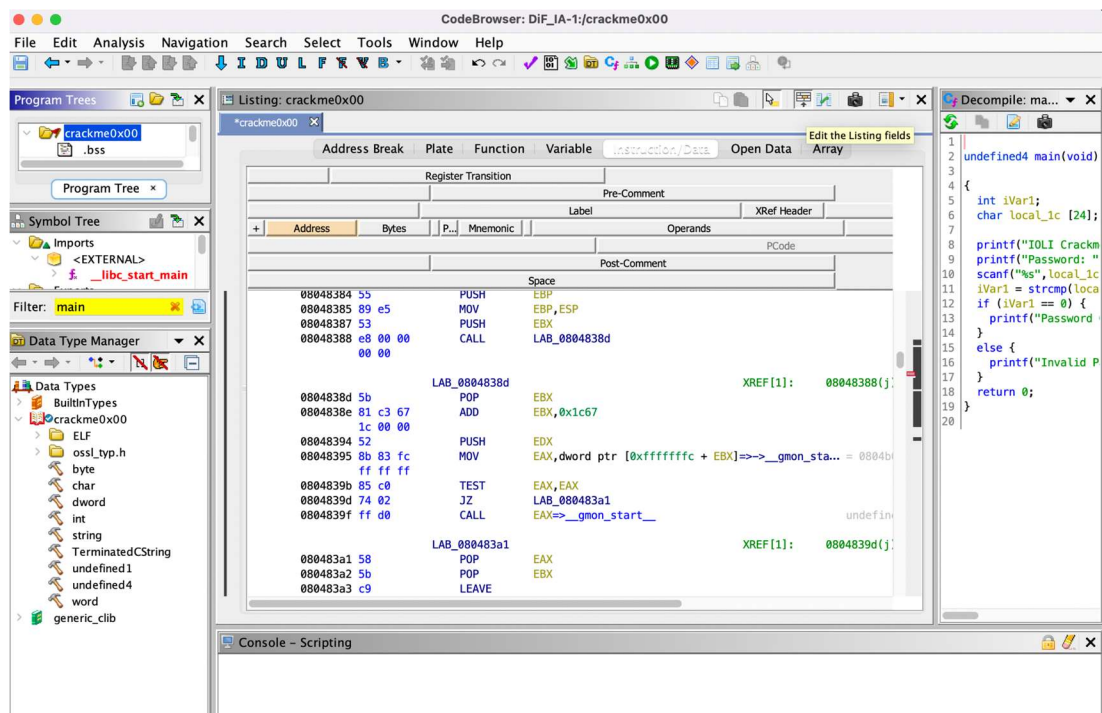 CodeBrowser: DiF_IA-1:/crackme0x00
File Edit Analysis Navigation Search Select Tools Window Help
I D U L F B
Program Trees
crackme0x00
.bss
Program Tree ×
Symbol Tree
Imports
<EXTERNAL>
f __libc_start_main
Filter: main
Data Type Manager
Data Types
BuiltInTypes
crackme0x00
ELF
ossl_typ.h
byte
char
dword
int
string
TerminatedCString
undefined1
undefined4
word
generic_clib
Listing: crackme0x00
*crackme0x00
Edit the Listing fields
Address Break Plate Function Variable Instruction/Data Open Data Array
Register Transition
Pre-Comment
Label XRef Header
+ Address Bytes P... Mnemonic Operands
PCode
Post-Comment
Space
08048384 55 PUSH EBP
08048385 89 e5 MOV EBP,ESP
08048387 53 PUSH EBX
08048388 e8 00 00 CALL LAB_0804838d
00 00
LAB_0804838d XREF[1]: 08048388(j)
0804838d 5b POP EBX
0804838e 81 c3 67 ADD EBX,0x1c67
1c 00 00
08048394 52 PUSH EDX
08048395 8b 83 fc MOV EAX,dword ptr [0xfffffffc + EBX]=>->__gmon_sta... = 0804b
ff ff ff
0804839b 85 c0 TEST EAX,EAX
0804839d 74 02 JZ LAB_080483a1
0804839f ff d0 CALL EAX=>__gmon_start__ undefin
LAB_080483a1 XREF[1]: 0804839d(j)
080483a1 58 POP EAX
080483a2 5b POP EBX
080483a3 c9 LEAVE
Console - Scripting
Decompile: ma...
1
2 undefined4 main(void)
3
4 {
5 int iVar1;
6 char local_1c [24];
7
8 printf("IOLI Crackm
9 printf("Password: "
10 scanf("%s",local_1c
11 iVar1 = strcmp(loca
12 if (iVar1 == 0) {
13 printf("Password
14 }
15 else {
16 printf("Invalid P
17 }
18 return 0;
19 }
20